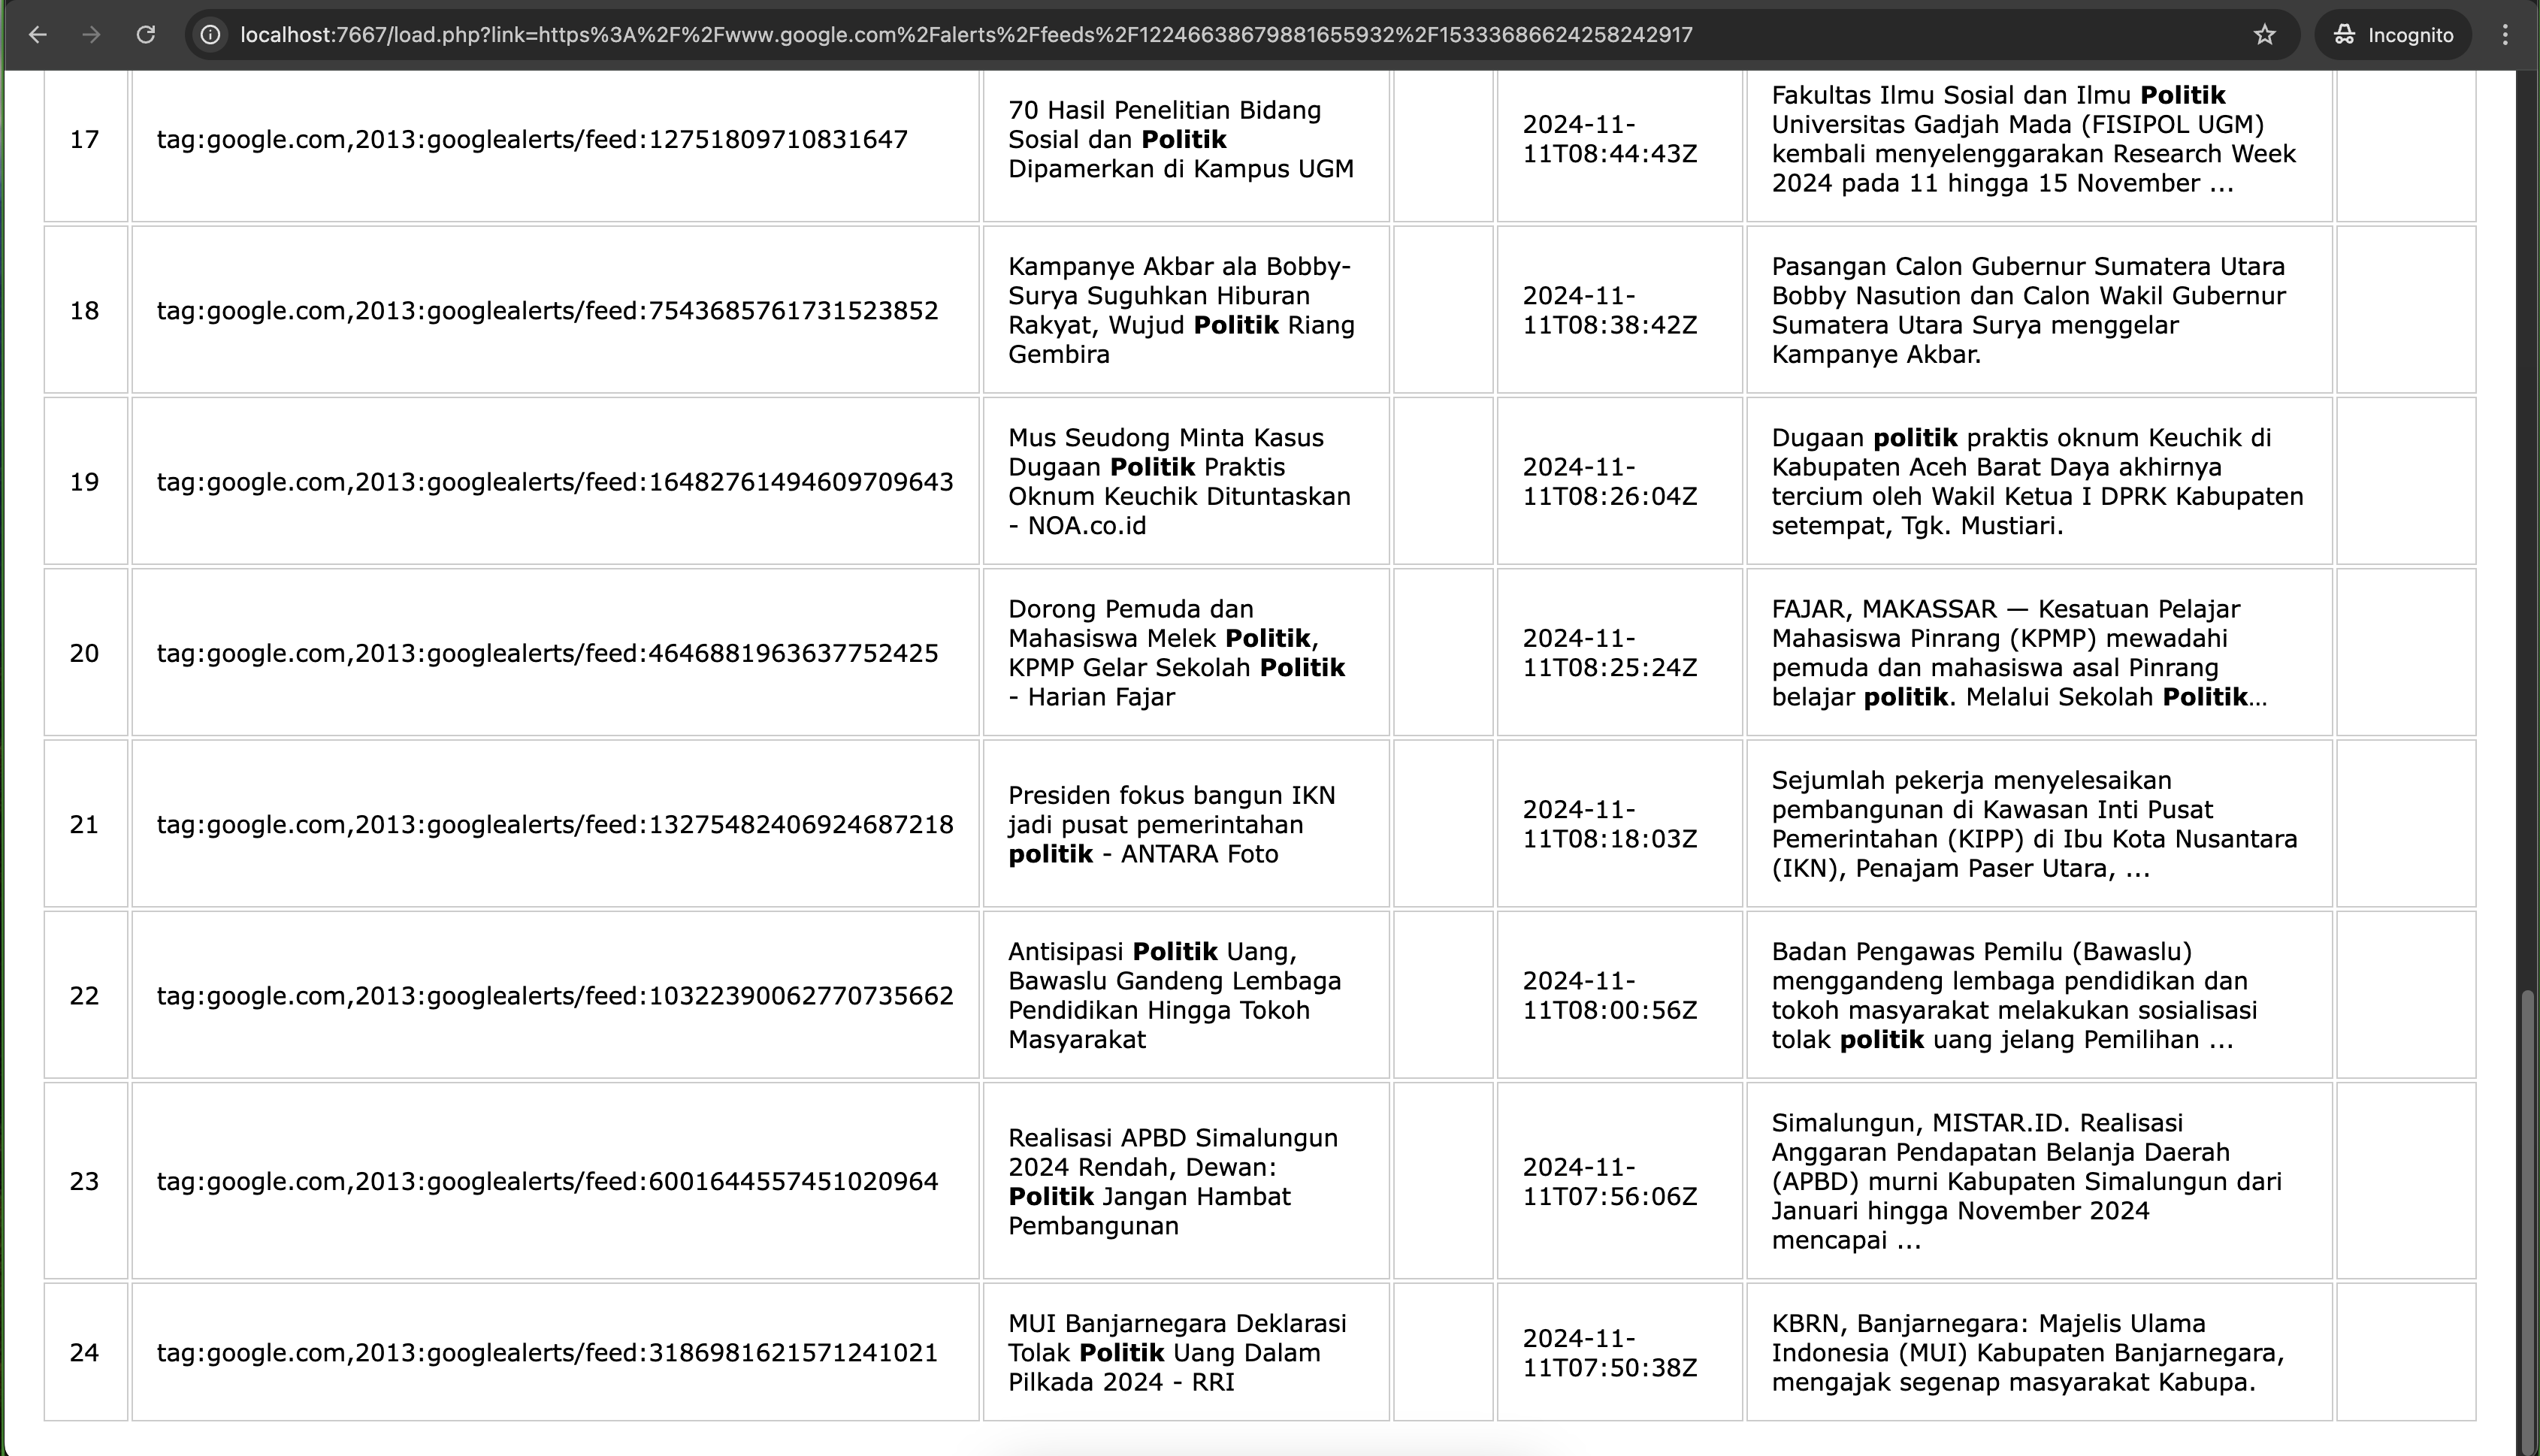 localhost:7667/load.php?link=https%3A%2F%2Fwww.google.com%2Falerts%2Ffeeds%2F12246638679881655932%2F15333686624258242917
Incognito
17
tag:google.com,2013:googlealerts/feed:12751809710831647
70 Hasil Penelitian Bidang
Sosial dan Politik
Dipamerkan di Kampus UGM
2024-11-
11T08:44:43Z
Fakultas Ilmu Sosial dan Ilmu Politik
Universitas Gadjah Mada (FISIPOL UGM)
kembali menyelenggarakan Research Week
2024 pada 11 hingga 15 November ...
18
tag:google.com,2013:googlealerts/feed:7543685761731523852
Kampanye Akbar ala Bobby-
Surya Suguhkan Hiburan
Rakyat, Wujud Politik Riang
Gembira
2024-11-
11T08:38:42Z
Pasangan Calon Gubernur Sumatera Utara
Bobby Nasution dan Calon Wakil Gubernur
Sumatera Utara Surya menggelar
Kampanye Akbar.
19
tag:google.com,2013:googlealerts/feed:16482761494609709643
Mus Seudong Minta Kasus
Dugaan Politik Praktis
Oknum Keuchik Dituntaskan
- NOA.co.id
2024-11-
11T08:26:04Z
Dugaan politik praktis oknum Keuchik di
Kabupaten Aceh Barat Daya akhirnya
tercium oleh Wakil Ketua I DPRK Kabupaten
setempat, Tgk. Mustiari.
20
tag:google.com,2013:googlealerts/feed:4646881963637752425
Dorong Pemuda dan
Mahasiswa Melek Politik,
KPMP Gelar Sekolah Politik
- Harian Fajar
2024-11-
11T08:25:24Z
FAJAR, MAKASSAR — Kesatuan Pelajar
Mahasiswa Pinrang (KPMP) mewadahi
pemuda dan mahasiswa asal Pinrang
belajar politik. Melalui Sekolah Politik...
21
tag:google.com,2013:googlealerts/feed:13275482406924687218
Presiden fokus bangun IKN
jadi pusat pemerintahan
politik - ANTARA Foto
2024-11-
11T08:18:03Z
Sejumlah pekerja menyelesaikan
pembangunan di Kawasan Inti Pusat
Pemerintahan (KIPP) di Ibu Kota Nusantara
(IKN), Penajam Paser Utara, ...
22
tag:google.com,2013:googlealerts/feed:10322390062770735662
Antisipasi Politik Uang,
Bawaslu Gandeng Lembaga
Pendidikan Hingga Tokoh
Masyarakat
2024-11-
11T08:00:56Z
Badan Pengawas Pemilu (Bawaslu)
menggandeng lembaga pendidikan dan
tokoh masyarakat melakukan sosialisasi
tolak politik uang jelang Pemilihan ...
23
tag:google.com,2013:googlealerts/feed:6001644557451020964
Realisasi APBD Simalungun
2024 Rendah, Dewan:
Politik Jangan Hambat
Pembangunan
2024-11-
11T07:56:06Z
Simalungun, MISTAR.ID. Realisasi
Anggaran Pendapatan Belanja Daerah
(APBD) murni Kabupaten Simalungun dari
Januari hingga November 2024
mencapai ...
24
tag:google.com,2013:googlealerts/feed:3186981621571241021
MUI Banjarnegara Deklarasi
Tolak Politik Uang Dalam
Pilkada 2024 - RRI
2024-11-
11T07:50:38Z
KBRN, Banjarnegara: Majelis Ulama
Indonesia (MUI) Kabupaten Banjarnegara,
mengajak segenap masyarakat Kabupa.